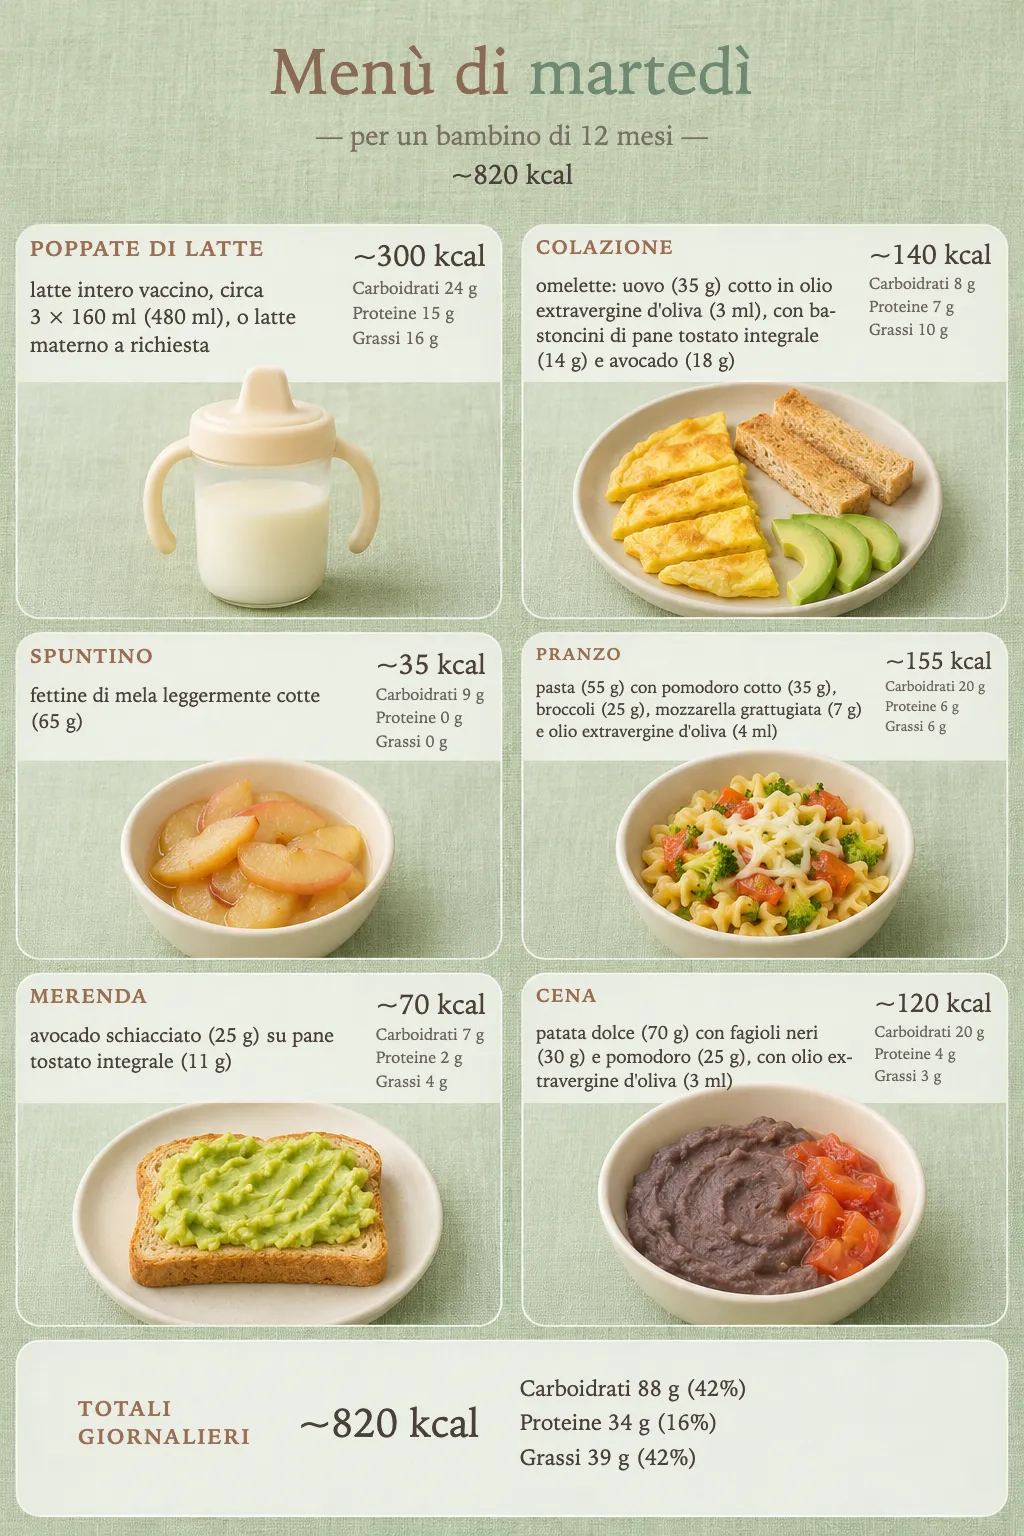 Menù di martedì
— per un bambino di 12 mesi —
~820 kcal
POPPATE DI LATTE
latte intero vaccino, circa
3 × 160 ml (480 ml), o latte
materno a richiesta
~300 kcal
Carboidrati 24 g
Proteine 15 g
Grassi 16 g
COLAZIONE
omelette: uovo (35 g) cotto in olio
extravergine d'oliva (3 ml), con ba-
stoncini di pane tostato integrale
(14 g) e avocado (18 g)
~140 kcal
Carboidrati 8 g
Proteine 7 g
Grassi 10 g
SPUNTINO
fettine di mela leggermente cotte
(65 g)
~35 kcal
Carboidrati 9 g
Proteine 0 g
Grassi 0 g
PRANZO
pasta (55 g) con pomodoro cotto (35 g),
broccoli (25 g), mozzarella grattugiata (7 g)
e olio extravergine d'oliva (4 ml)
~155 kcal
Carboidrati 20 g
Proteine 6 g
Grassi 6 g
MERENDA
avocado schiacciato (25 g) su pane
tostato integrale (11 g)
~70 kcal
Carboidrati 7 g
Proteine 2 g
Grassi 4 g
CENA
patata dolce (70 g) con fagioli neri
(30 g) e pomodoro (25 g), con olio ex-
travergine d'oliva (3 ml)
~120 kcal
Carboidrati 20 g
Proteine 4 g
Grassi 3 g
TOTALI
GIORNALIERI
~820 kcal
Carboidrati 88 g (42%)
Proteine 34 g (16%)
Grassi 39 g (42%)